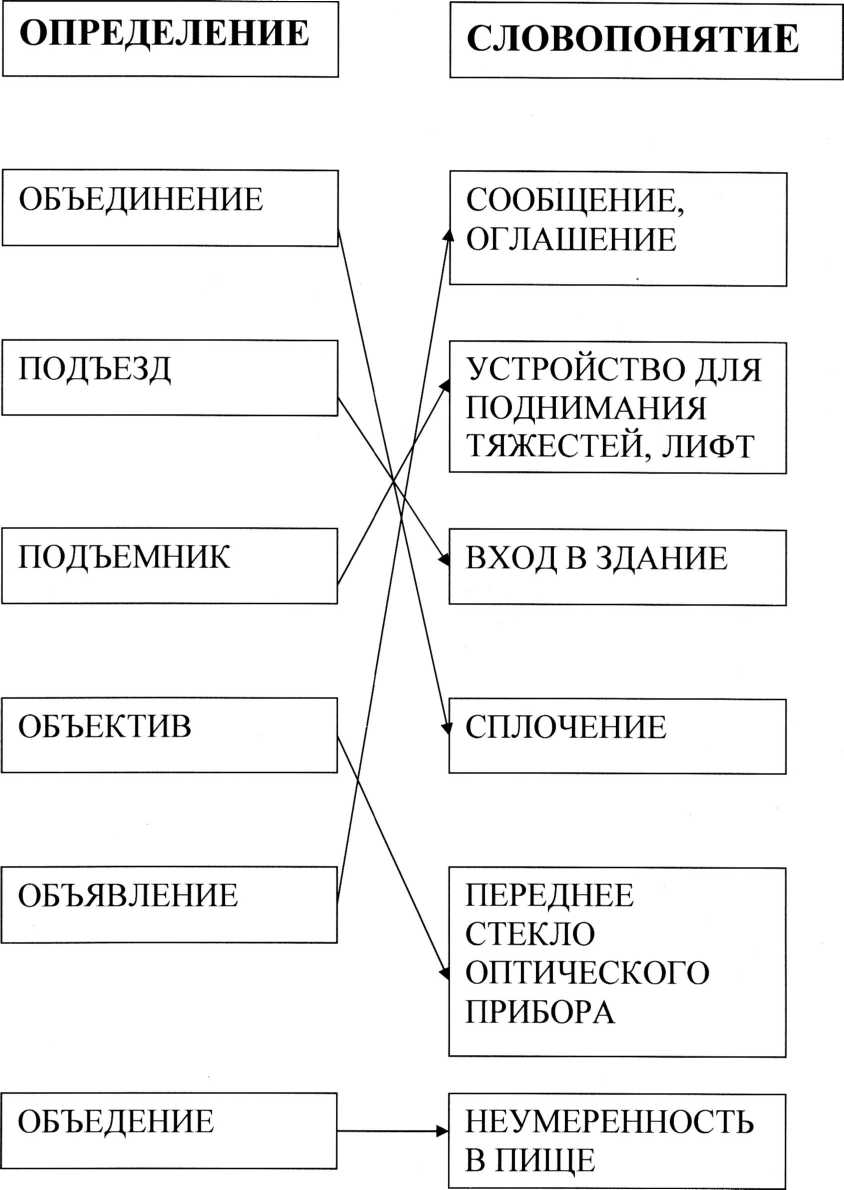 ОПРЕДЕЛЕНИЕ
СЛОВОПОНЯТИЕ
ОБЪЕДИНЕНИЕ
СООБЩЕНИЕ,
ОГЛАШЕНИЕ
ПОДЪЕЗД
УСТРОЙСТВО ДЛЯ
ПОДНИМАНИЯ
ТЯЖЕСТЕЙ, ЛИФТ
ПОДЪЕМНИК
ВХОД В ЗДАНИЕ
ОБЪЕКТИВ
СПЛОЧЕНИЕ
ОБЪЯВЛЕНИЕ
ПЕРЕДНЕЕ
СТЕКЛО
ОПТИЧЕСКОГО
ПРИБОРА
ОБЪЕДЕНИЕ
НЕУМЕРЕННОСТЬ
В ПИЩЕ